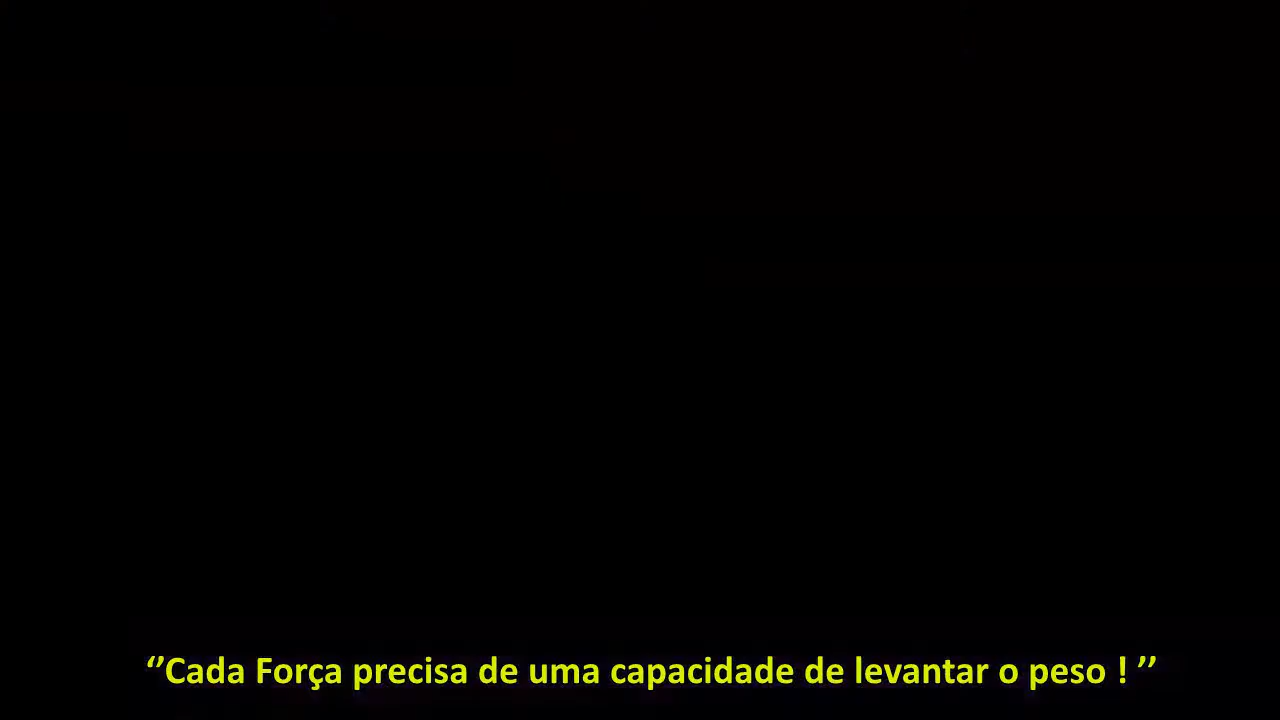 ‘’Cada Força precisa de uma capacidade de levantar o peso ! ’’